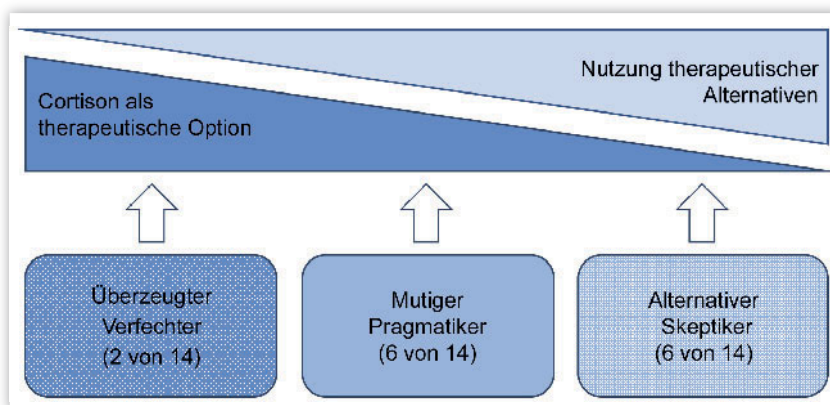 Nutzung therapeutischer
Alternativen
Cortison als
therapeutische Option
Überzeugter
Verfechter
(2 von 14)
Mutiger
Pragmatiker
(6 von 14)
Alternativer
Skeptiker
(6 von 14)